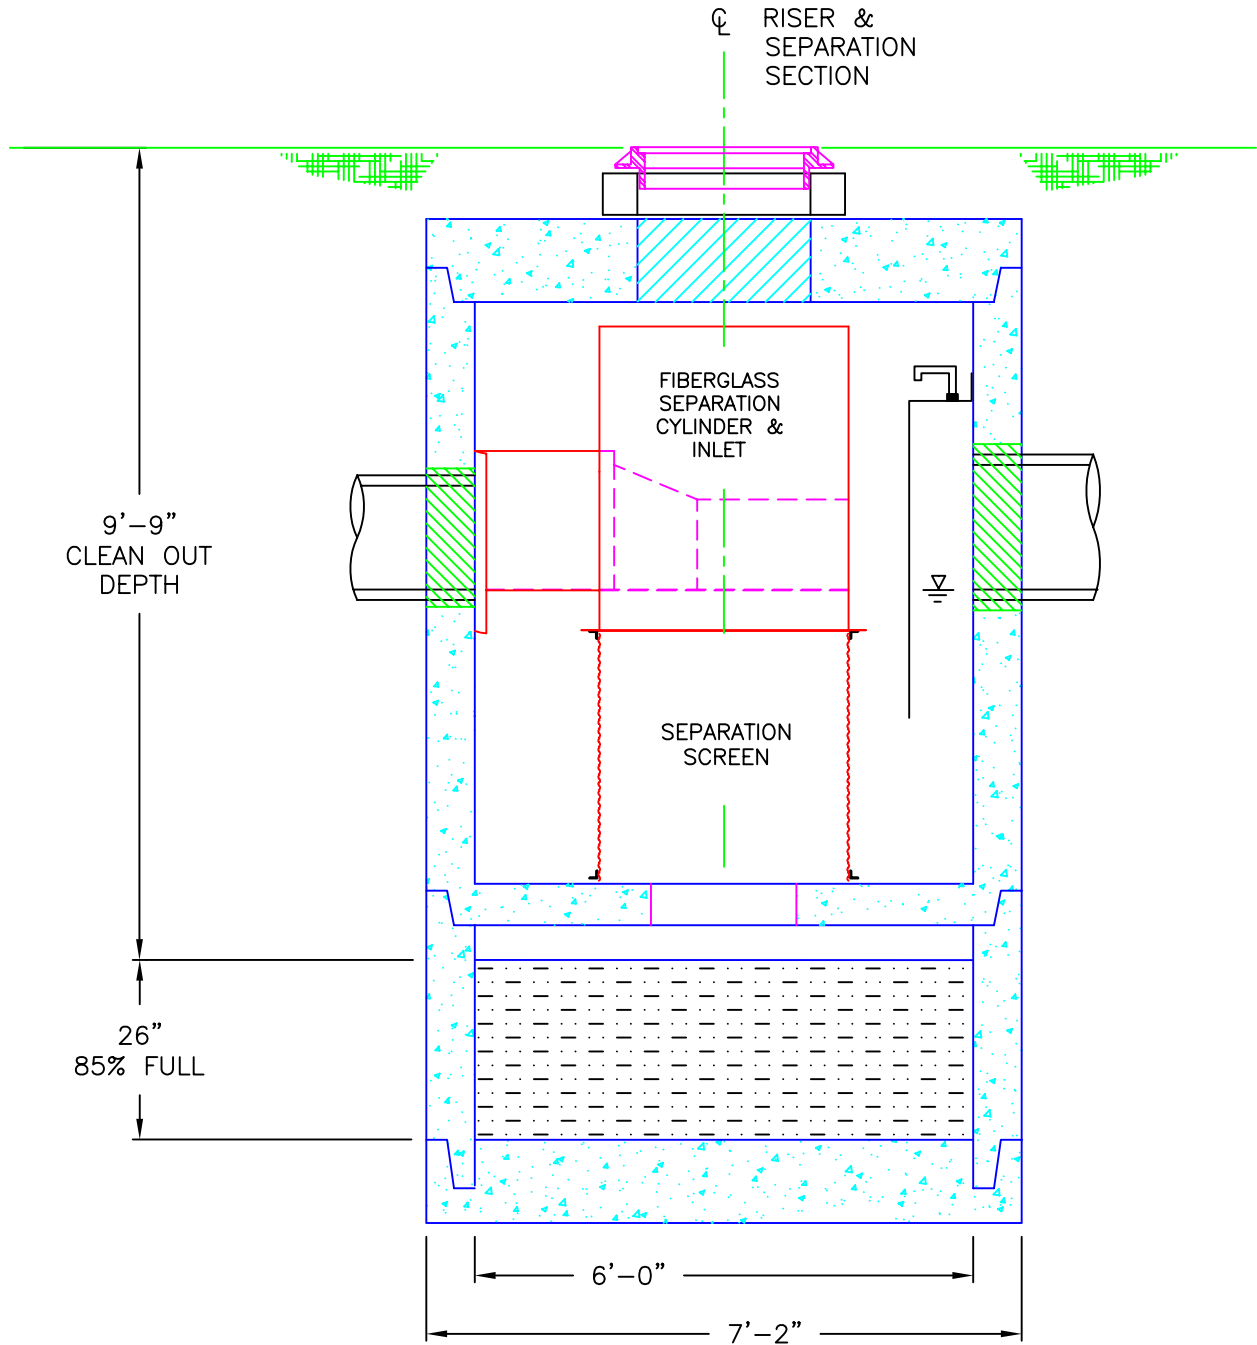 ℄ RISER &
SEPARATION
SECTION
FIBERGLASS
SEPARATION
CYLINDER &
INLET
9'-9"
CLEAN OUT
DEPTH
SEPARATION
SCREEN
26"
85% FULL
6'-0"
7'-2"